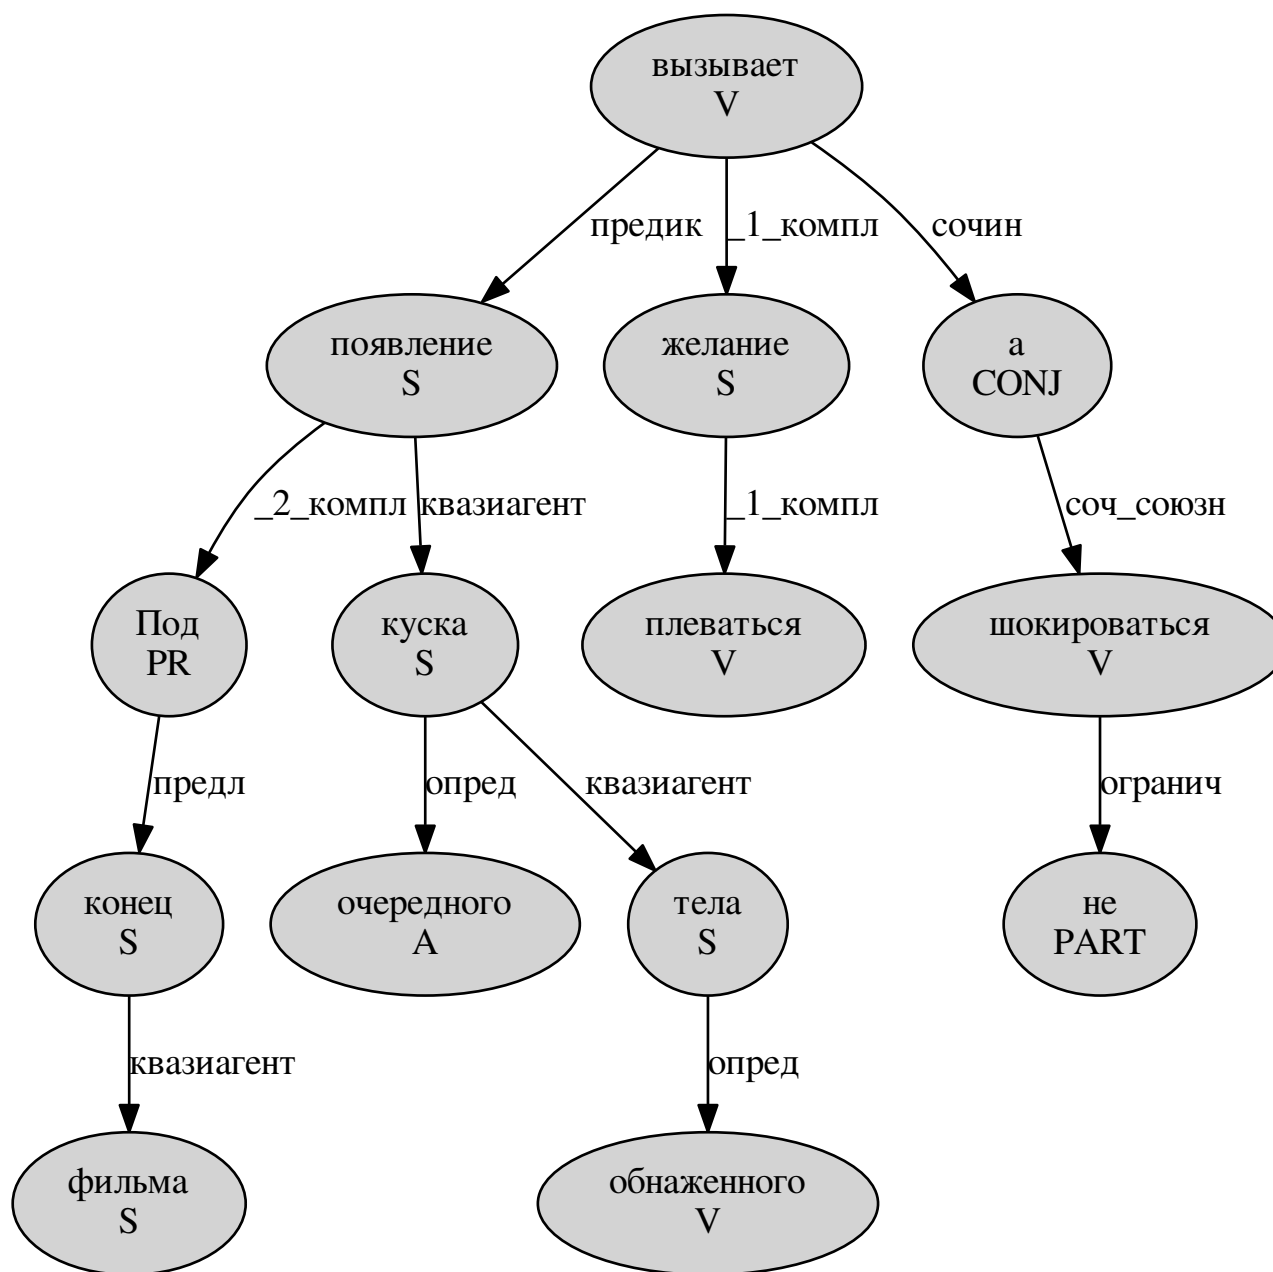 вызывает
V
предик
_1_компл
сочин
появление
S
желание
S
а
CONJ
_2_компл
квазиагент
_1_компл
соч_союзн
Под
PR
куска
S
плеваться
V
шокироваться
V
предл
опред
квазиагент
огранич
конец
S
очередного
A
тела
S
не
PART
квазиагент
опред
фильма
S
обнаженного
V